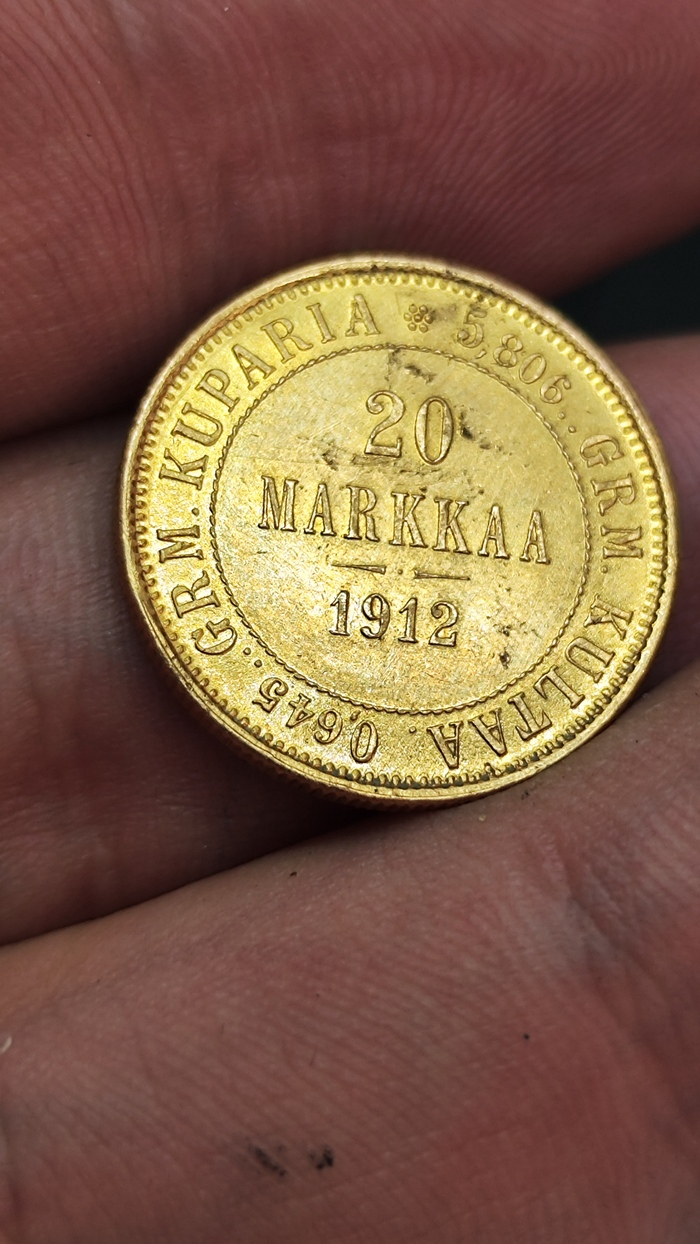 5,806.. GRM. KULTAA. 0,645.. GRM. KUPARIA
20
MARKKAA
1912